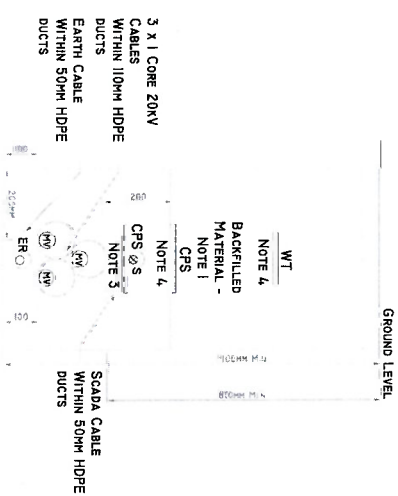 GROUND LEVEL
WT
NOTE 4
BACKFILLED
MATERIAL -
NOTE 1
CPS
NOTE 4
CPS S
NOTE 3
3 X 1 CORE 20KV
CABLES
WITHIN 110MM HDPE
DUCTS
EARTH CABLE
WITHIN 50MM HDPE
DUCTS
SCADA CABLE
WITHIN 50MM HDPE
DUCTS
200
MV
MV
MV
ER